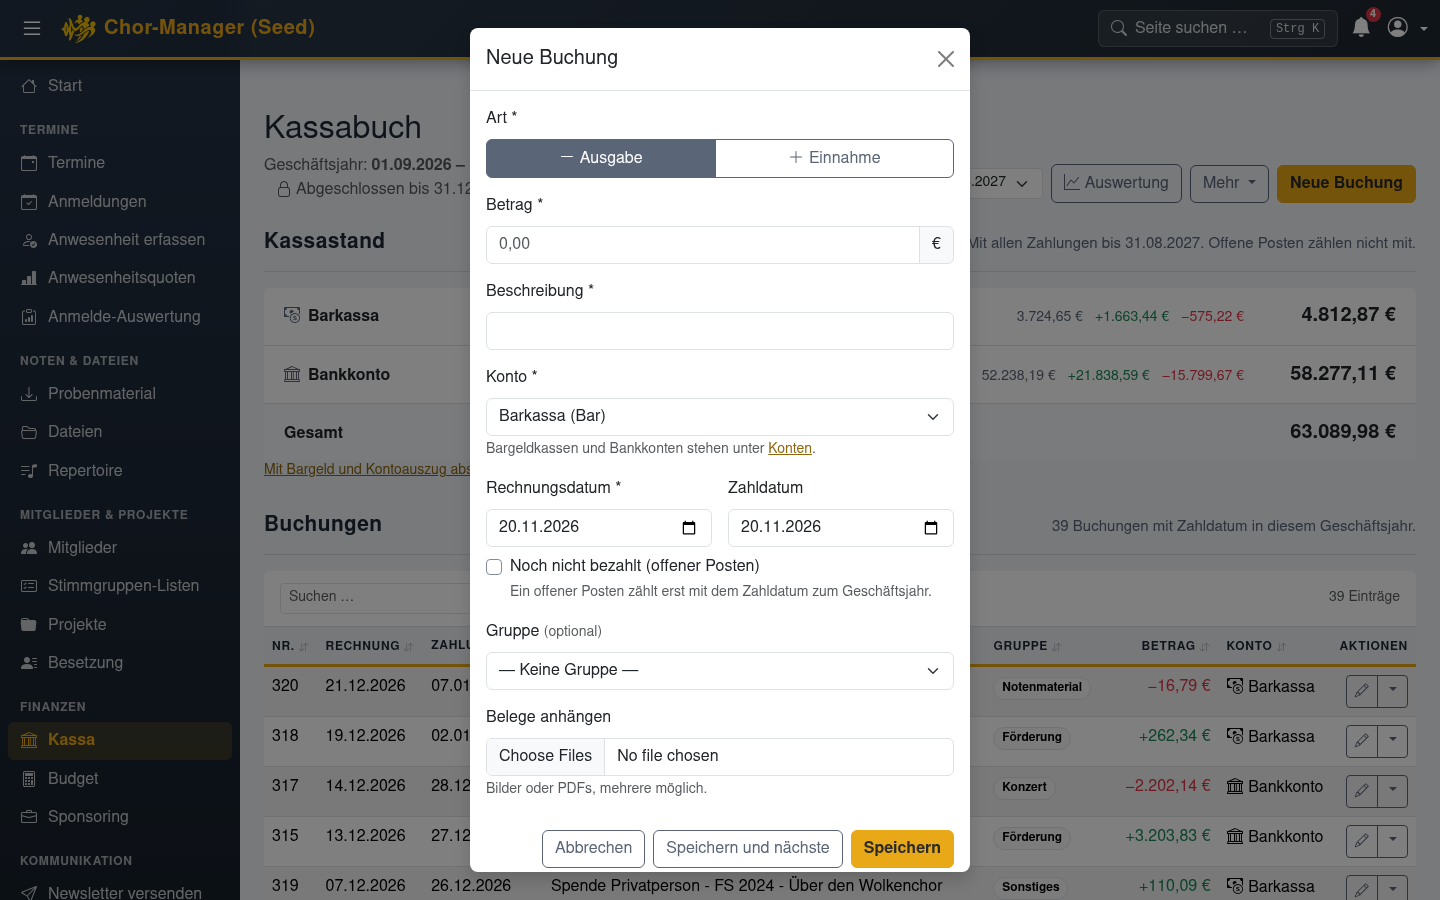 Chor-Manager (Seed)
Seite suchen …
Strg K
4
Start
TERMINE
Termine
Anmeldungen
Anwesenheit erfassen
Anwesenheitsquoten
Anmelde-Auswertung
NOTEN & DATEIEN
Probenmaterial
Dateien
Repertoire
MITGLIEDER & PROJEKTE
Mitglieder
Stimmgruppen-Listen
Projekte
Besetzung
FINANZEN
Kassa
Budget
Sponsoring
KOMMUNIKATION
Newsletter versenden
Kassabuch
Geschäftsjahr: 01.09.2026 –
Abgeschlossen bis 31.12
.2027
Auswertung
Mehr
Neue Buchung
Kassastand
Mit allen Zahlungen bis 31.08.2027. Offene Posten zählen nicht mit.
Barkassa
3.724,65 € +1.663,44 € −575,22 € 4.812,87 €
Bankkonto
52.238,19 € +21.838,59 € −15.799,67 € 58.277,11 €
Gesamt
63.089,98 €
Mit Bargeld und Kontoauszug abs
Buchungen
39 Buchungen mit Zahldatum in diesem Geschäftsjahr.
Suchen …
39 Einträge
NR. RECHNUNG ZAHLU GRUPPE BETRAG KONTO AKTIONEN
320 21.12.2026 07.01 Notenmaterial −16,79 € Barkassa
318 19.12.2026 02.01 Förderung +262,34 € Barkassa
317 14.12.2026 28.12 Konzert −2.202,14 € Bankkonto
315 13.12.2026 27.12 Förderung +3.203,83 € Bankkonto
319 07.12.2026 26.12.2026 Spende Privatperson - FS 2024 - Über den Wolkenchor Sonstiges +110,09 € Barkassa
Neue Buchung
Art *
Ausgabe
Einnahme
Betrag *
0,00
€
Beschreibung *
Konto *
Barkassa (Bar)
Bargeldkassen und Bankkonten stehen unter Konten.
Rechnungsdatum *
Zahldatum
20.11.2026
20.11.2026
Noch nicht bezahlt (offener Posten)
Ein offener Posten zählt erst mit dem Zahldatum zum Geschäftsjahr.
Gruppe (optional)
— Keine Gruppe —
Belege anhängen
Choose Files No file chosen
Bilder oder PDFs, mehrere möglich.
Abbrechen
Speichern und nächste
Speichern